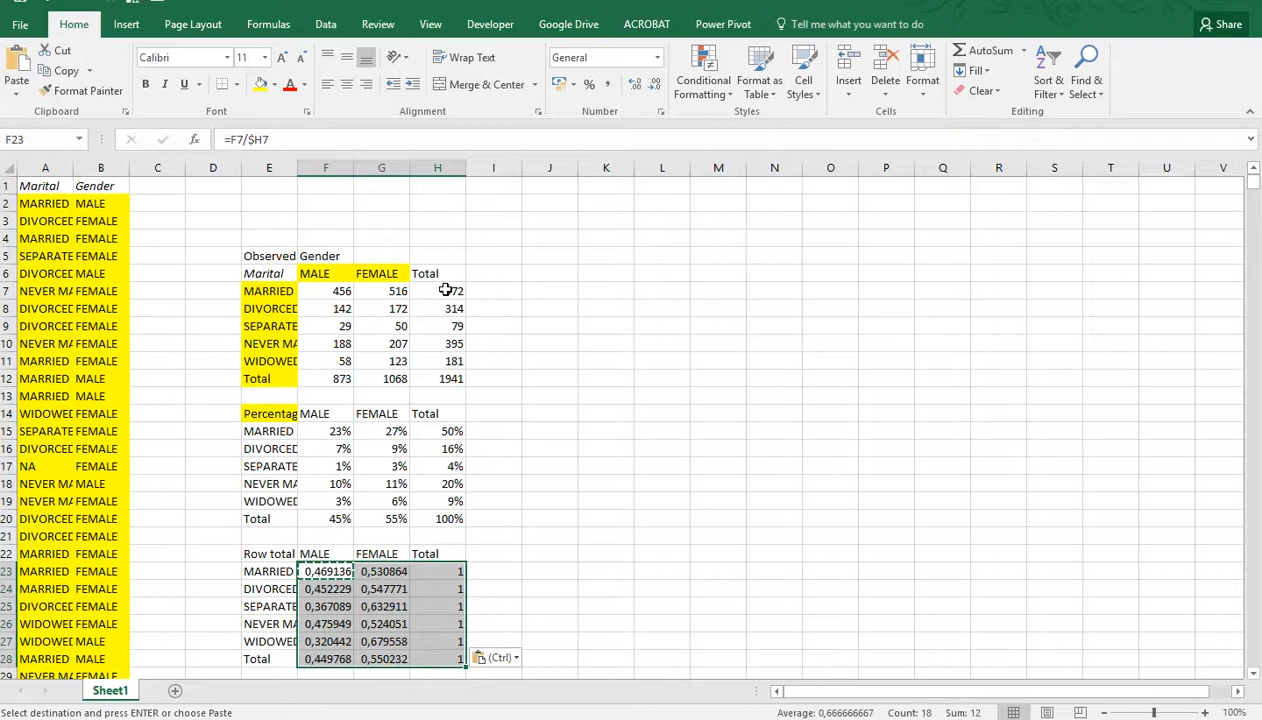 File Home Insert Page Layout Formulas Data Review View Developer Google Drive ACROBAT Power Pivot Tell me what you want to do Share
Paste Cut Copy Format Painter Clipboard
Calibri 11 A A B I U A Font
Wrap Text Merge & Center Alignment
General % , Number
Conditional Formatting Format as Table Cell Styles Styles
Insert Delete Format Cells
AutoSum Fill Clear Sort & Filter Find & Select Editing
F23 fx =F7/$H7
A B C D E F G H I J K L M N O P Q R S T U V
1 Marital Gender
2 MARRIED MALE
3 DIVORCED FEMALE
4 MARRIED FEMALE
5 SEPARATE FEMALE Observed Gender
6 DIVORCED MALE Marital MALE FEMALE Total
7 NEVER MA FEMALE MARRIED 456 516 72
8 DIVORCED FEMALE DIVORCED 142 172 314
9 DIVORCED FEMALE SEPARATE 29 50 79
10 NEVER MA FEMALE NEVER MA 188 207 395
11 MARRIED FEMALE WIDOWED 58 123 181
12 MARRIED MALE Total 873 1068 1941
13 MARRIED MALE
14 WIDOWED FEMALE Percentag MALE FEMALE Total
15 SEPARATE FEMALE MARRIED 23% 27% 50%
16 DIVORCED FEMALE DIVORCED 7% 9% 16%
17 NA FEMALE SEPARATE 1% 3% 4%
18 NEVER MA MALE NEVER MA 10% 11% 20%
19 NEVER MA FEMALE WIDOWED 3% 6% 9%
20 DIVORCED FEMALE Total 45% 55% 100%
21 DIVORCED FEMALE
22 MARRIED FEMALE Row total MALE FEMALE Total
23 MARRIED FEMALE MARRIED 0,469136 0,530864 1
24 MARRIED FEMALE DIVORCED 0,452229 0,547771 1
25 DIVORCED FEMALE SEPARATE 0,367089 0,632911 1
26 WIDOWED MALE NEVER MA 0,475949 0,524051 1
27 WIDOWED MALE WIDOWED 0,320442 0,679558 1
28 MARRIED MALE Total 0,449768 0,550232 1 (Ctrl)
29 NEVER MA FEMALE
Sheet1
Select destination and press ENTER or choose Paste Average: 0,666666667 Count: 18 Sum: 12 100%